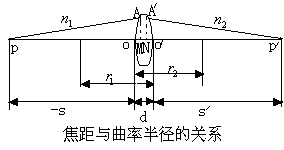 A A′
n₁ n₂
P O M N O′ P′
r₂
r₁
−s d s′
焦距与曲率半径的关系